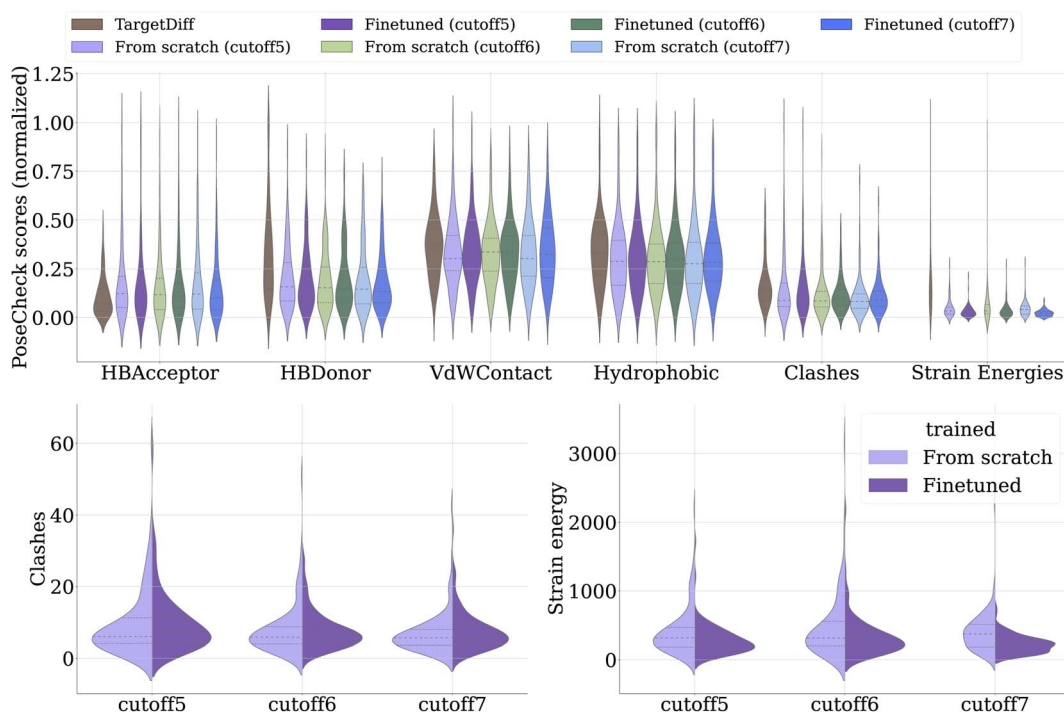 TargetDiff Finetuned (cutoff5) Finetuned (cutoff6) Finetuned (cutoff7)
From scratch (cutoff5) From scratch (cutoff6) From scratch (cutoff7)
PoseCheck scores (normalized)
1.25
1.00
0.75
0.50
0.25
0.00
HBAcceptor HBDonor VdWContact Hydrophobic Clashes Strain Energies
Clashes
60
40
20
0
cutoff5 cutoff6 cutoff7
Strain energy
3000
2000
1000
0
trained
From scratch
Finetuned
cutoff5 cutoff6 cutoff7